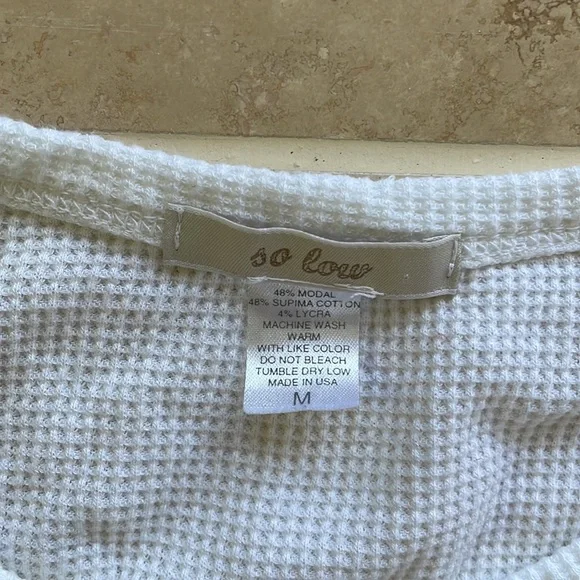 so low
48% MODAL
48% SUPIMA COTTON
4% LYCRA
MACHINE WASH
WARM
WITH LIKE COLOR
DO NOT BLEACH
TUMBLE DRY LOW
MADE IN USA
M